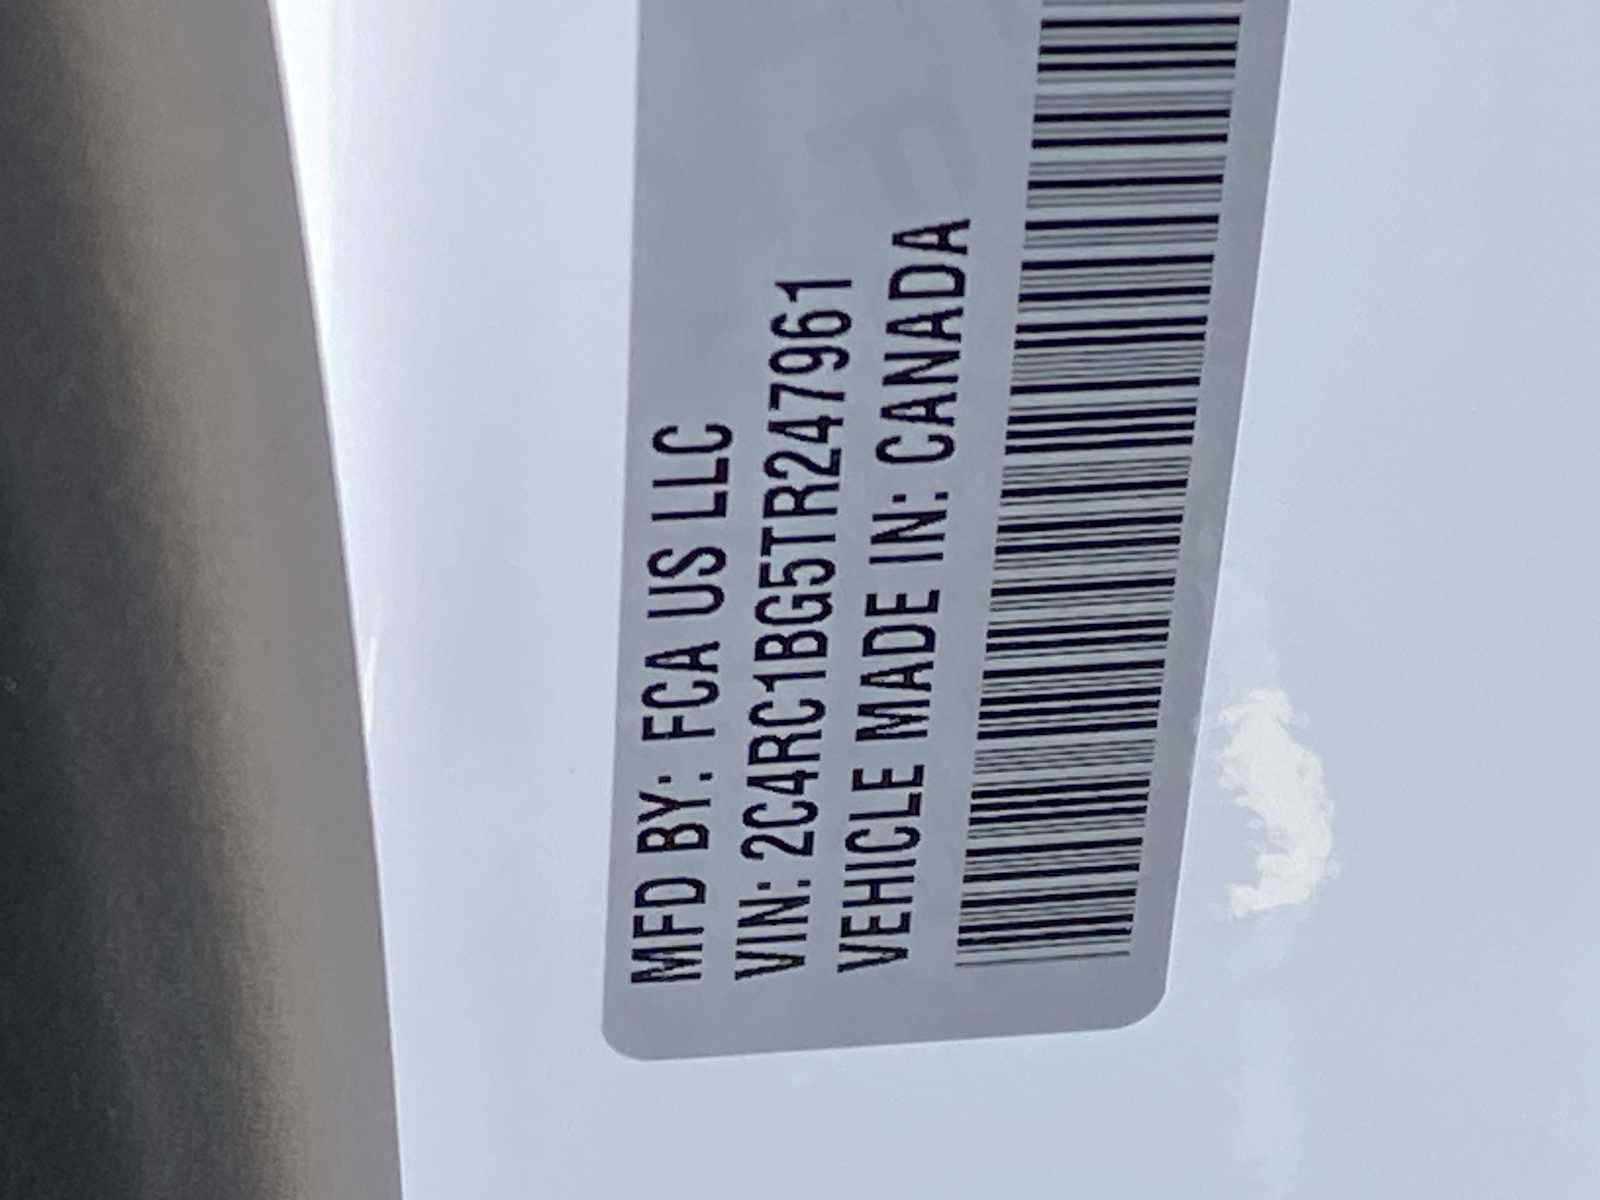 MFD BY: FCA US LLC
VIN: 2C4RC1BG5TR247961
VEHICLE MADE IN: CANADA